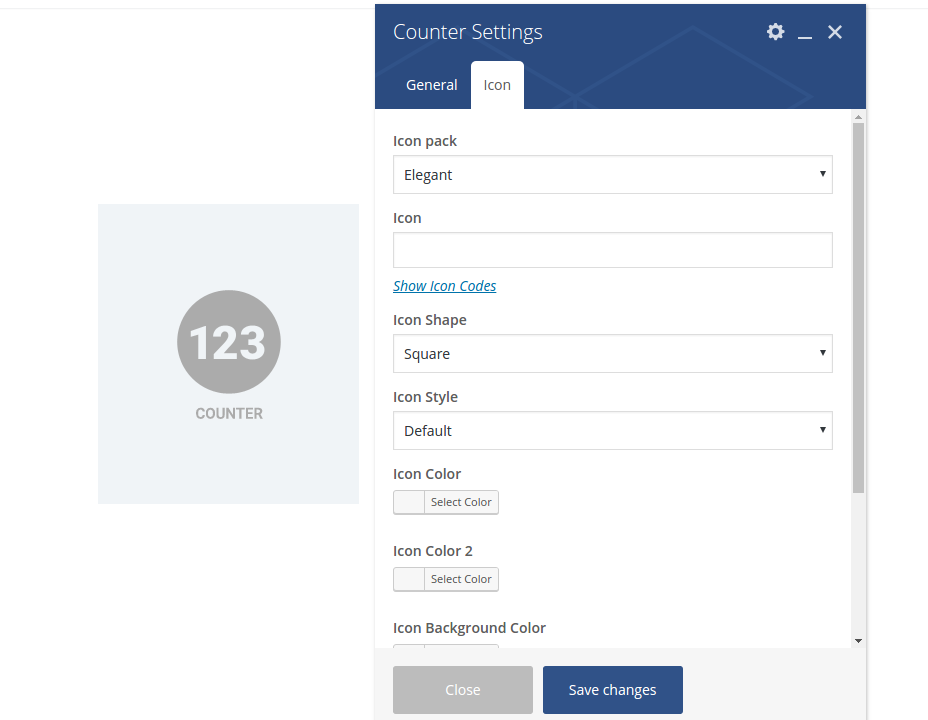 Counter Settings
General
Icon
Icon pack
Elegant
Icon
Show Icon Codes
Icon Shape
Square
Icon Style
Default
Icon Color
Select Color
Icon Color 2
Select Color
Icon Background Color
Close
Save changes
123
COUNTER